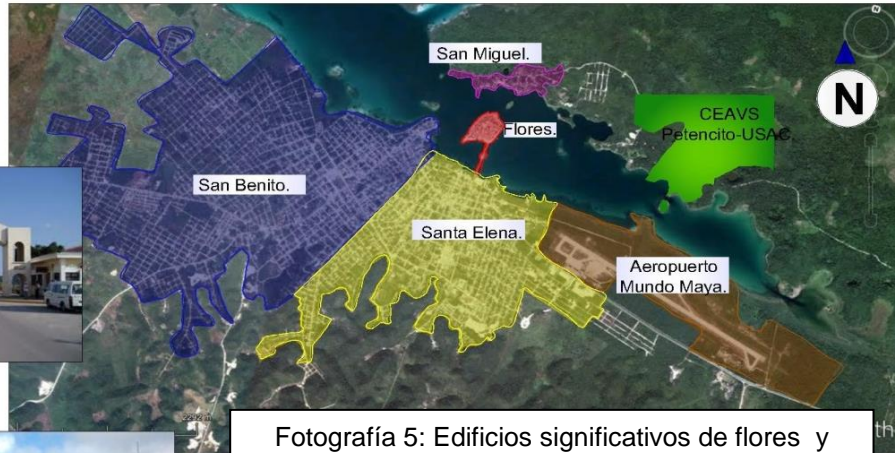 San Miguel.
N
Flores.
CEAVS
Petencito-USAC.
San Benito.
Santa Elena.
Aeropuerto
Mundo Maya.
Fotografía 5: Edificios significativos de flores y